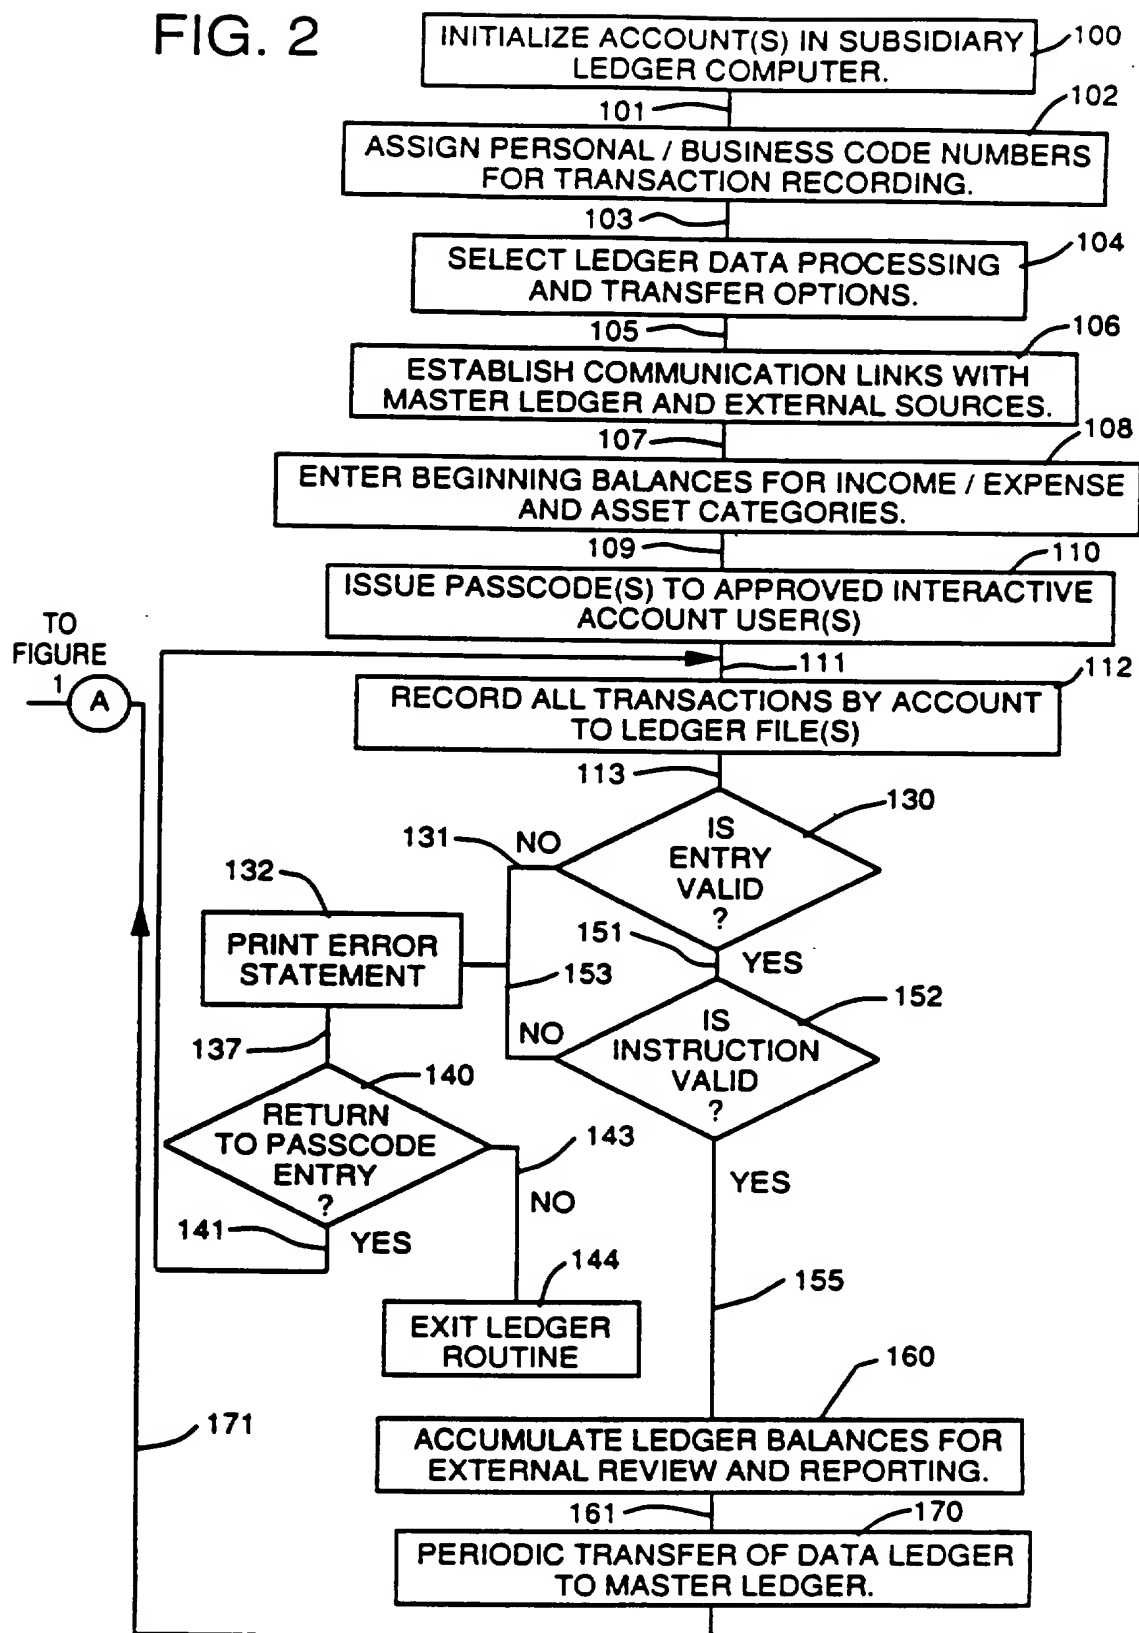 FIG. 2
INITIALIZE ACCOUNT(S) IN SUBSIDIARY
LEDGER COMPUTER.
100
101
102
ASSIGN PERSONAL / BUSINESS CODE NUMBERS
FOR TRANSACTION RECORDING.
103
104
SELECT LEDGER DATA PROCESSING
AND TRANSFER OPTIONS.
105
106
ESTABLISH COMMUNICATION LINKS WITH
MASTER LEDGER AND EXTERNAL SOURCES.
107
108
ENTER BEGINNING BALANCES FOR INCOME / EXPENSE
AND ASSET CATEGORIES.
109
110
ISSUE PASSCODE(S) TO APPROVED INTERACTIVE
ACCOUNT USER(S)
TO
FIGURE
1
A
111
112
RECORD ALL TRANSACTIONS BY ACCOUNT
TO LEDGER FILE(S)
113
130
IS
ENTRY
VALID
?
131
NO
132
PRINT ERROR
STATEMENT
151
YES
153
152
IS
INSTRUCTION
VALID
?
NO
137
140
RETURN
TO PASSCODE
ENTRY
?
143
NO
YES
141
YES
144
EXIT LEDGER
ROUTINE
155
160
171
ACCUMULATE LEDGER BALANCES FOR
EXTERNAL REVIEW AND REPORTING.
161
170
PERIODIC TRANSFER OF DATA LEDGER
TO MASTER LEDGER.